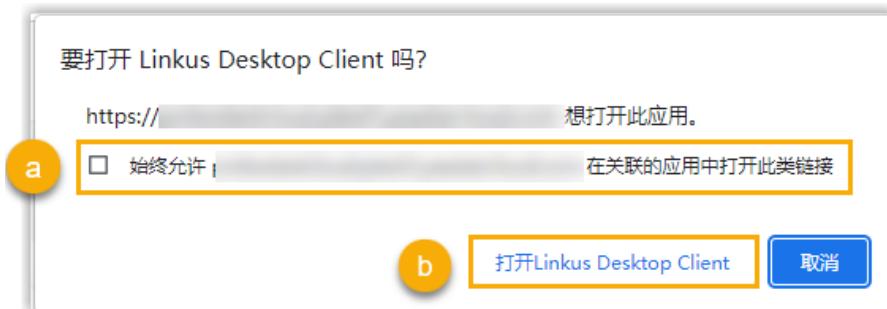 要打开 Linkus Desktop Client 吗?
https:// 想打开此应用。
a
始终允许 在关联的应用中打开此类链接
b
打开Linkus Desktop Client
取消